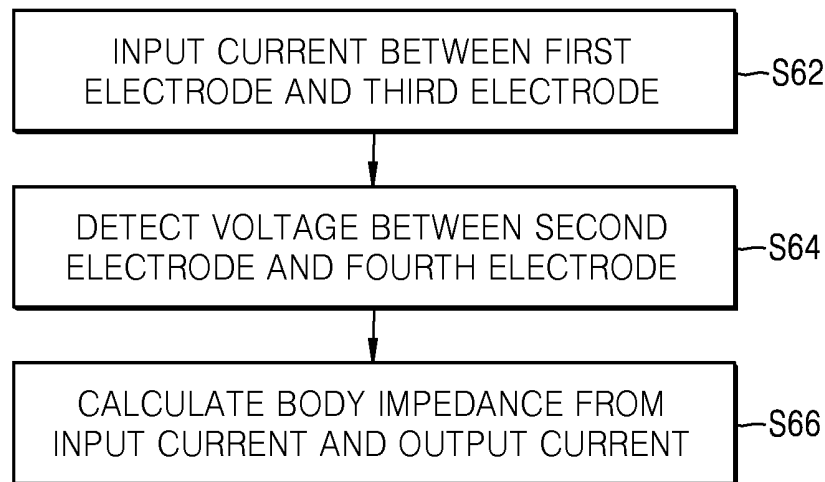 INPUT CURRENT BETWEEN FIRST
ELECTRODE AND THIRD ELECTRODE
S62
DETECT VOLTAGE BETWEEN SECOND
ELECTRODE AND FOURTH ELECTRODE
S64
CALCULATE BODY IMPEDANCE FROM
INPUT CURRENT AND OUTPUT CURRENT
S66